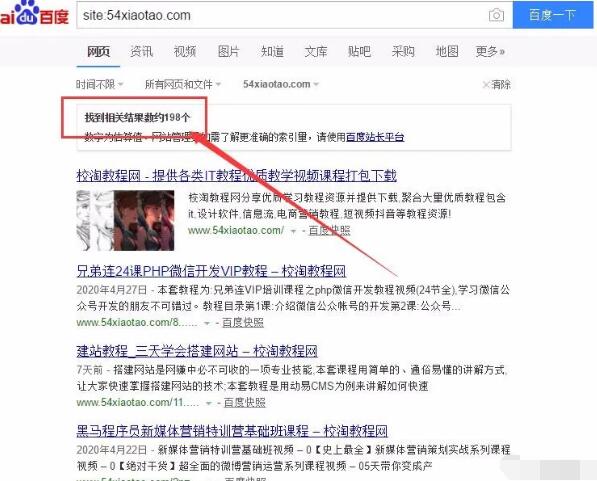 Bai du 百度 site:54xiaotao.com 百度一下
网页 资讯 视频 图片 知道 文库 贴吧 采购 地图 更多»
时间不限 所有网页和文件 54xiaotao.com ×清除
找到相关结果数约198个
数字为估算值 - 网站管理 如需了解更准确的索引量,请使用百度站长平台
校淘教程网 - 提供各类IT教程优质教学视频课程打包下载
校淘教程网分享优质学习教程资源并提供下载,聚合大量优质教程包含
it,设计软件,信息流,电商营销教程,短视频抖音等教程资源!
www.54xiaotao.com/ - 百度快照
兄弟连24课PHP微信开发VIP教程 – 校淘教程网
2020年4月27日 - 本套教程为:兄弟连VIP培训课程之php微信开发教程视频(24节全),学习微信公
众号开发的朋友不可错过。教程目录第1课:介绍微信公众帐号的开发第2课:公众号...
www.54xiaotao.com/8..... - 百度快照
建站教程_三天学会搭建网站 – 校淘教程网
7天前 - 搭建网站是网赚中必不可收的一项专业技能,本套教程采用简单的、通俗易懂的讲解方式,
让大家快速掌握搭建网站的技术;本套教程是用动易CMS为例来讲解如何快速
www.54xiaotao.com/11..... - 百度快照
黑马程序员新媒体营销特训营基础班课程 – 校淘教程网
2020年4月22日 - 新媒体营销特训营基础班视频 – 0【史上最全】新媒体营销策划实战系列课程
视频 – 0【绝对干货】超全面的微博营销运营系列课程视频 – 05天带你变成产